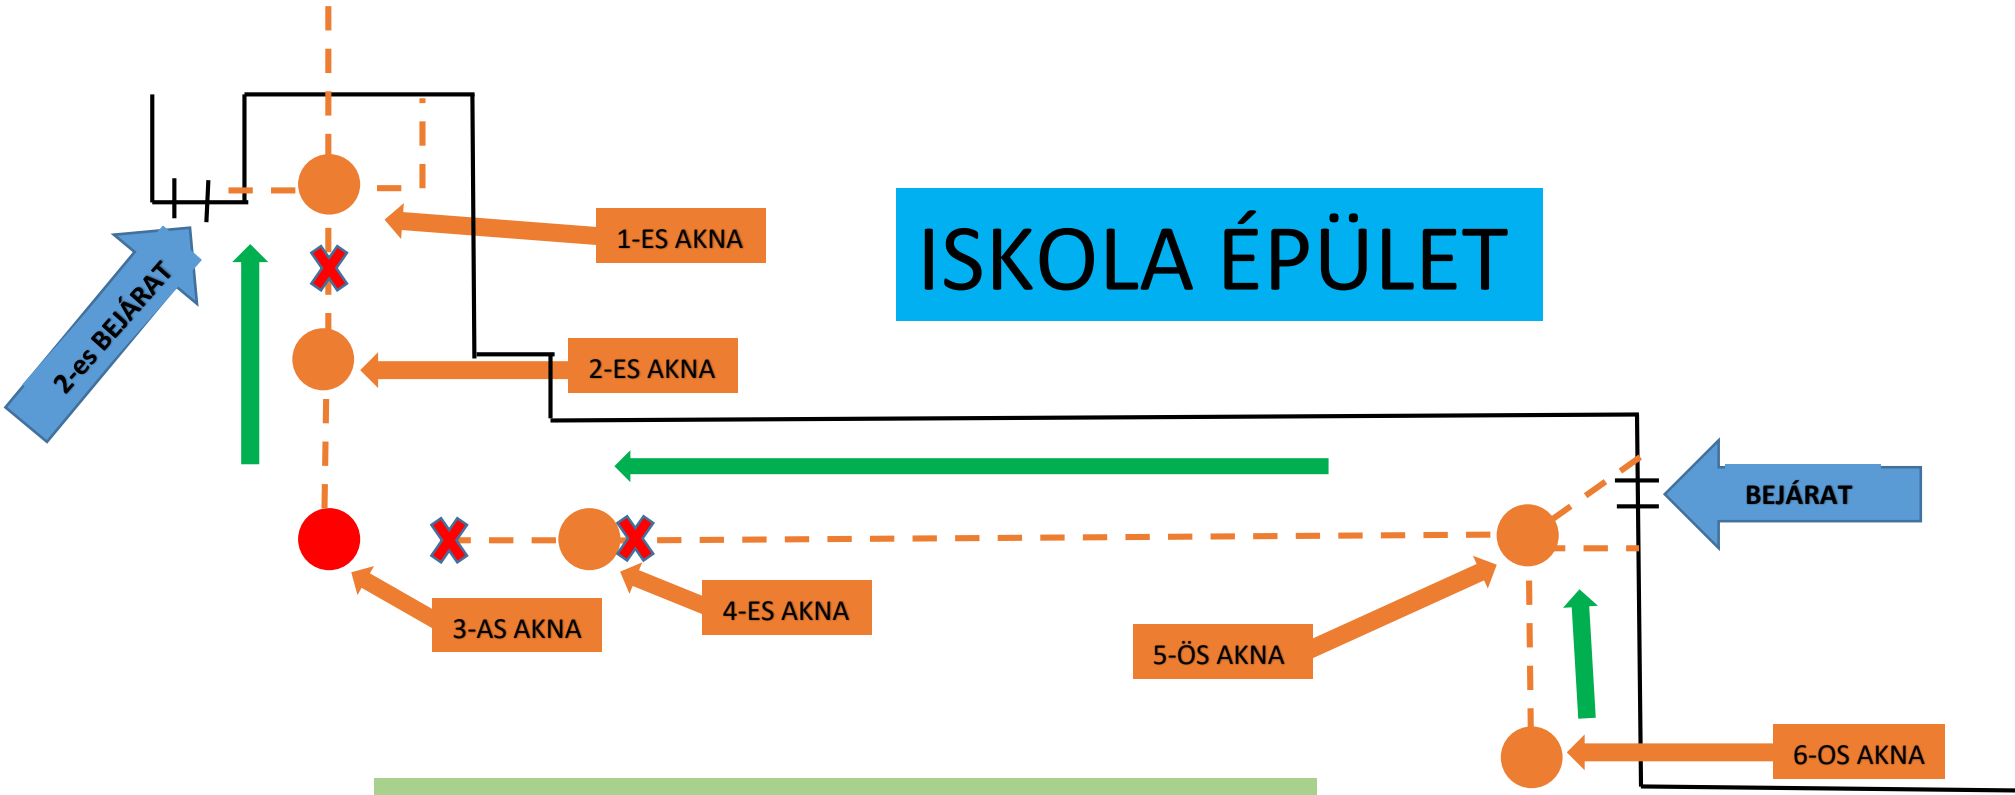 1-ES AKNA
ISKOLA ÉPÜLET
2-es BEJÁRAT
2-ES AKNA
BEJÁRAT
3-AS AKNA
4-ES AKNA
5-ÖS AKNA
6-OS AKNA